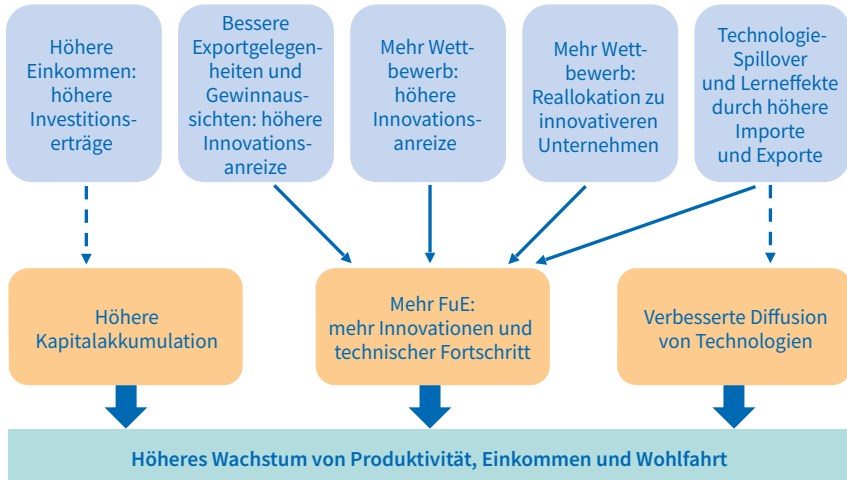 Höhere
Einkommen:
höhere
Investitions-
erträge
Bessere
Exportgelegen-
heiten und
Gewinnaus-
sichten: höhere
Innovations-
anreize
Mehr Wett-
bewerb:
höhere
Innovations-
anreize
Mehr Wett-
bewerb:
Reallokation zu
innovativeren
Unternehmen
Technologie-
Spillover
und Lerneffekte
durch höhere
Importe
und Exporte
Höhere
Kapitalakkumulation
Mehr FuE:
mehr Innovationen und
technischer Fortschritt
Verbesserte Diffusion
von Technologien
Höheres Wachstum von Produktivität, Einkommen und Wohlfahrt